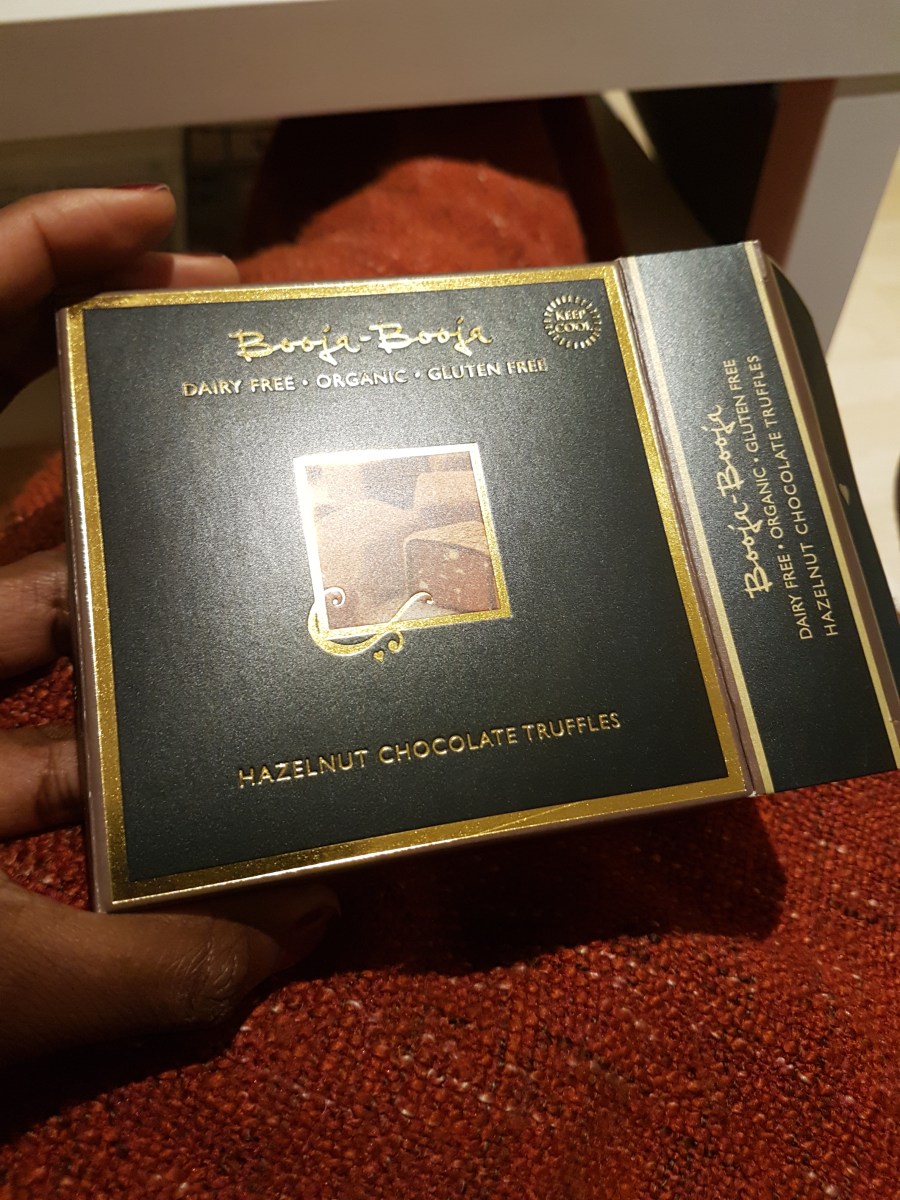 Booja-Booja
DAIRY FREE • ORGANIC • GLUTEN FREE
KEEP
COOL
HAZELNUT CHOCOLATE TRUFFLES
Booja-Booja
DAIRY FREE • ORGANIC • GLUTEN FREE
HAZELNUT CHOCOLATE TRUFFLES